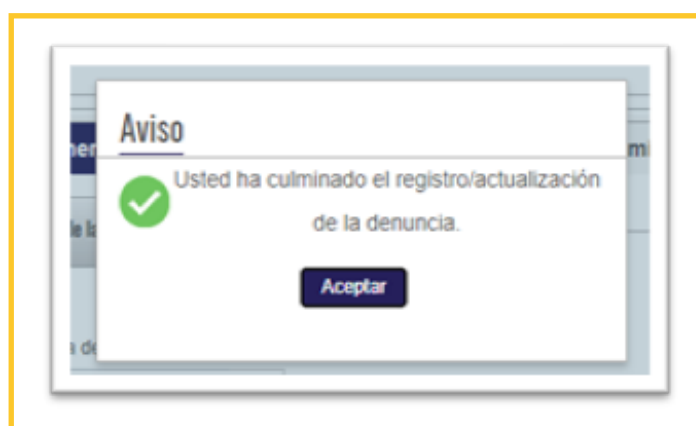 Aviso
Usted ha culminado el registro/actualización
de la denuncia.
Aceptar